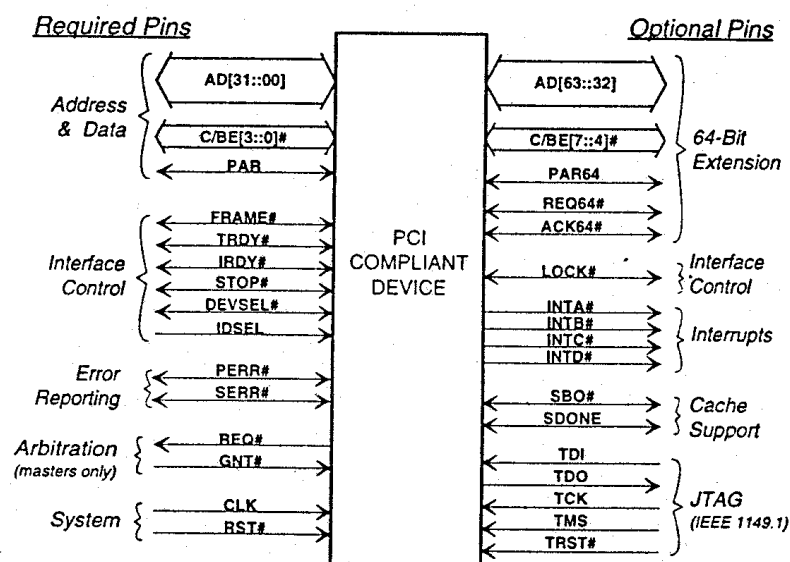 Required Pins
Optional Pins
Address
& Data
AD[31::00]
C/BE[3::0]#
PAR
Interface
Control
FRAME#
TRDY#
IRDY#
STOP#
DEVSEL#
IDSEL
Error
Reporting
PERR#
SERR#
Arbitration
(masters only)
REQ#
GNT#
System
CLK
RST#
PCI
COMPLIANT
DEVICE
AD[63::32]
C/BE[7::4]#
PAR64
REQ64#
ACK64#
64-Bit
Extension
LOCK#
Interface
Control
INTA#
INTB#
INTC#
INTD#
Interrupts
SBO#
SDONE
Cache
Support
TDI
TDO
TCK
TMS
TRST#
JTAG
(IEEE 1149.1)